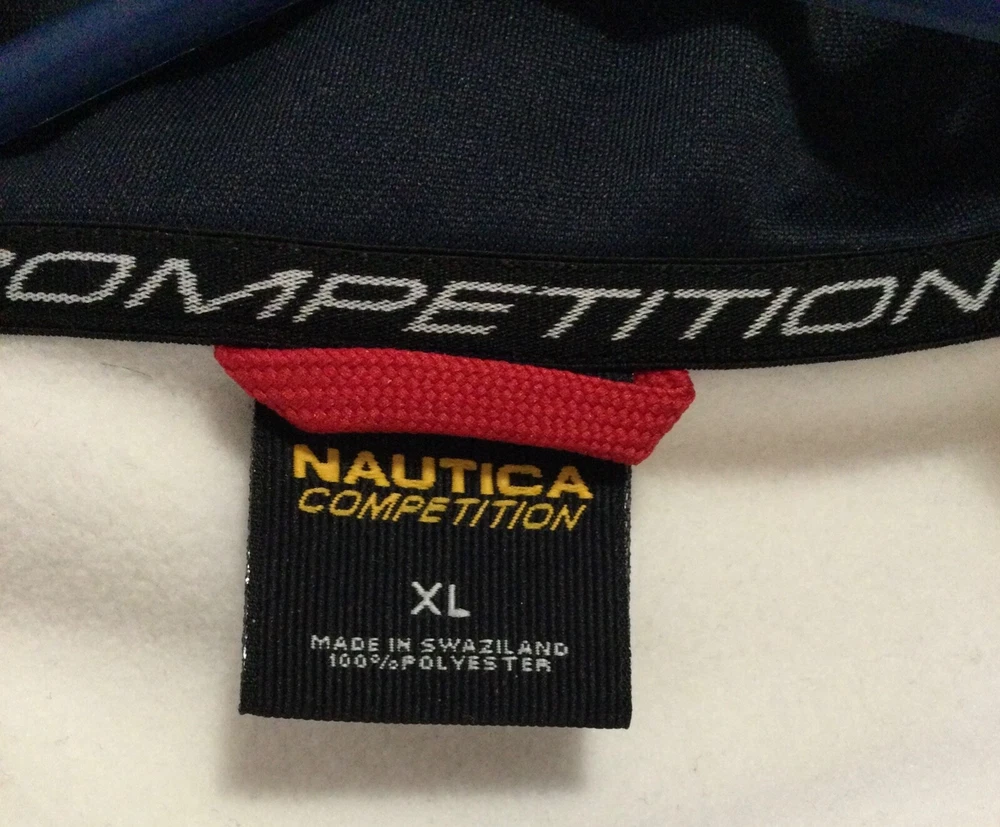 COMPETITION
NAUTICA
COMPETITION
XL
MADE IN SWAZILAND
100%POLYESTER